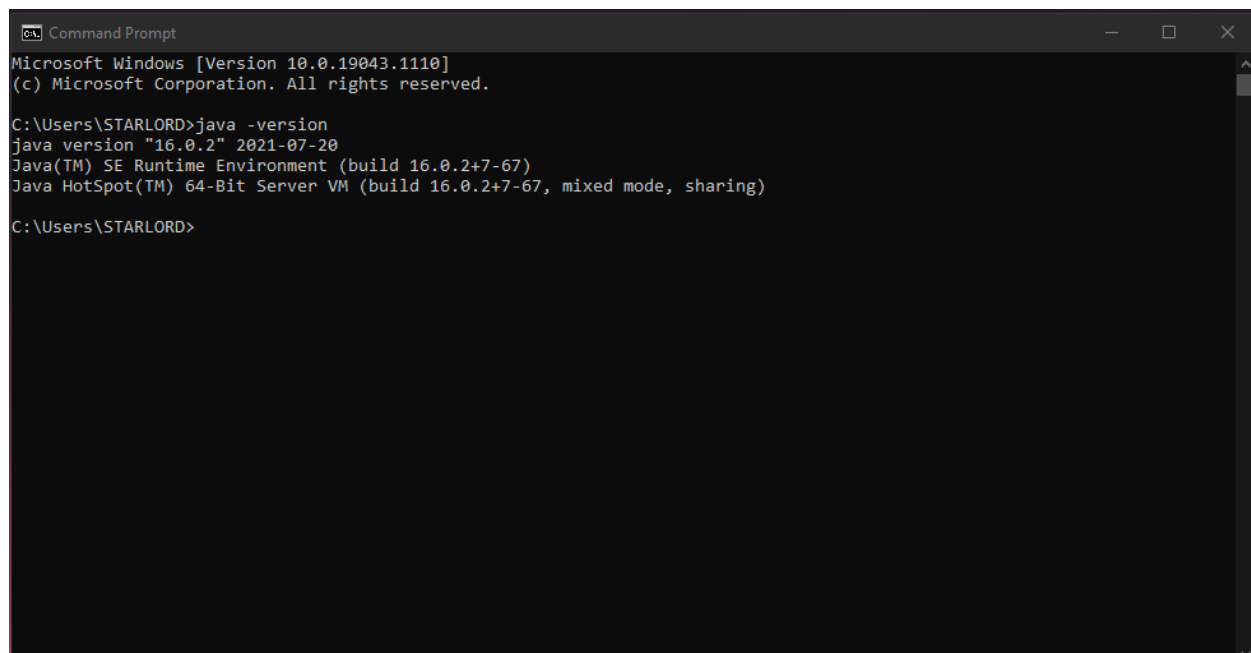 Command Prompt
Microsoft Windows [Version 10.0.19043.1110]
(c) Microsoft Corporation. All rights reserved.
C:\Users\STARLORD>java -version
java version "16.0.2" 2021-07-20
Java(TM) SE Runtime Environment (build 16.0.2+7-67)
Java HotSpot(TM) 64-Bit Server VM (build 16.0.2+7-67, mixed mode, sharing)
C:\Users\STARLORD>